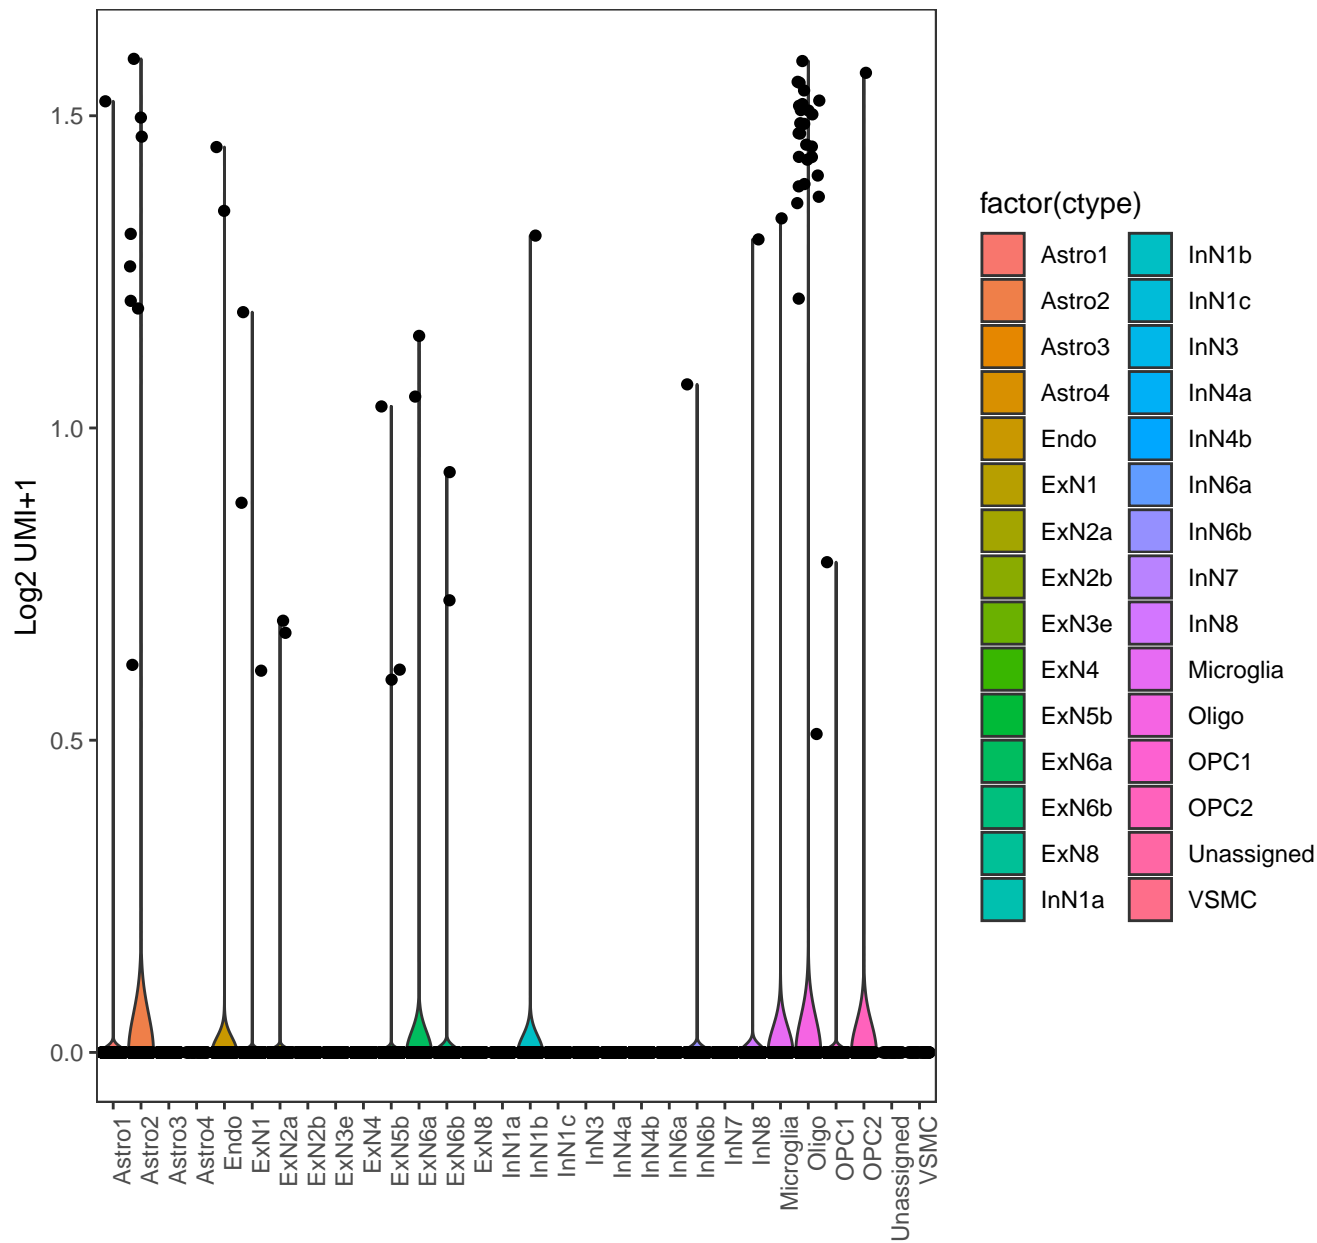 Log2 UMI+1
1.5
1.0
0.5
0.0
Astro1
Astro2
Astro3
Astro4
Endo
ExN1
ExN2a
ExN2b
ExN3e
ExN4
ExN5b
ExN6a
ExN6b
ExN8
InN1a
InN1b
InN1c
InN3
InN4a
InN4b
InN6a
InN6b
InN7
InN8
Microglia
Oligo
OPC1
OPC2
Unassigned
VSMC
factor(ctype)
Astro1
Astro2
Astro3
Astro4
Endo
ExN1
ExN2a
ExN2b
ExN3e
ExN4
ExN5b
ExN6a
ExN6b
ExN8
InN1a
InN1b
InN1c
InN3
InN4a
InN4b
InN6a
InN6b
InN7
InN8
Microglia
Oligo
OPC1
OPC2
Unassigned
VSMC